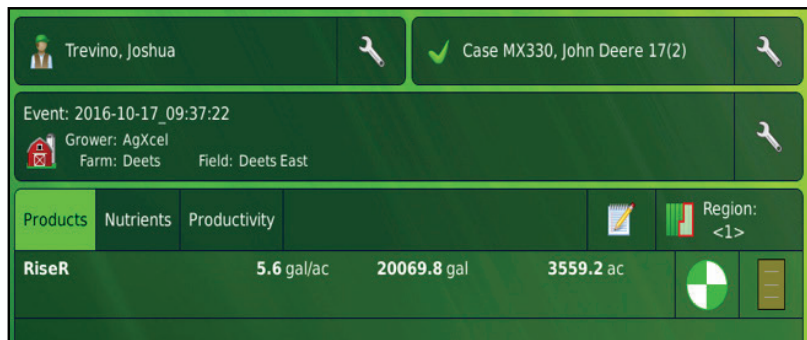 Trevino, Joshua
Case MX330, John Deere 17(2)
Event: 2016-10-17_09:37:22
Grower: AgXcel
Farm: Deets Field: Deets East
Products Nutrients Productivity Region:
<1>
RiseR 5.6 gal/ac 20069.8 gal 3559.2 ac